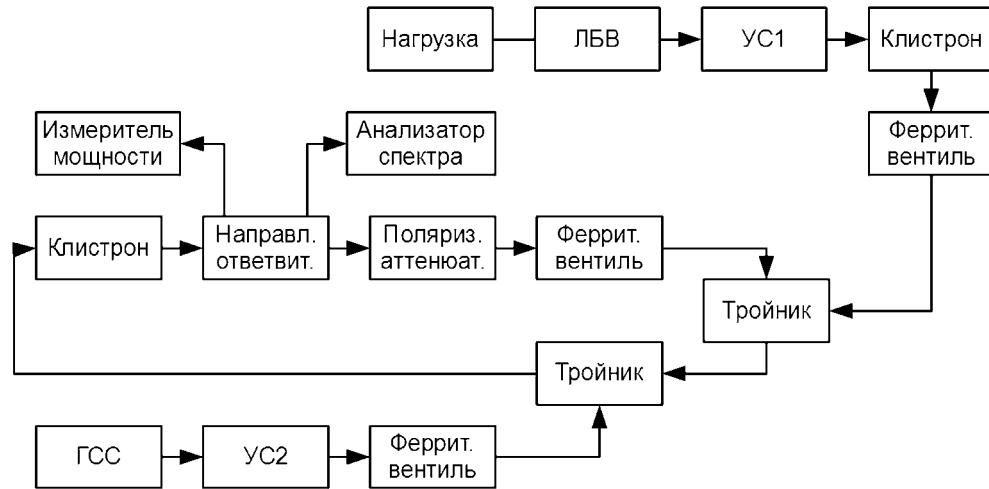 Нагрузка
ЛБВ
УС1
Клистрон
Измеритель
мощности
Анализатор
спектра
Феррит.
вентиль
Клистрон
Направл.
ответвит.
Поляриз.
аттенюат.
Феррит.
вентиль
Тройник
Тройник
ГСС
УС2
Феррит.
вентиль